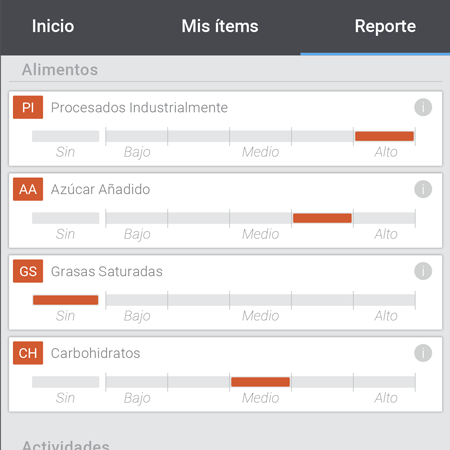 Inicio Mis ítems Reporte
Alimentos
PI Procesados Industrialmente i
Sin Bajo Medio Alto
AA Azúcar Añadido i
Sin Bajo Medio Alto
GS Grasas Saturadas i
Sin Bajo Medio Alto
CH Carbohidratos i
Sin Bajo Medio Alto
Actividades